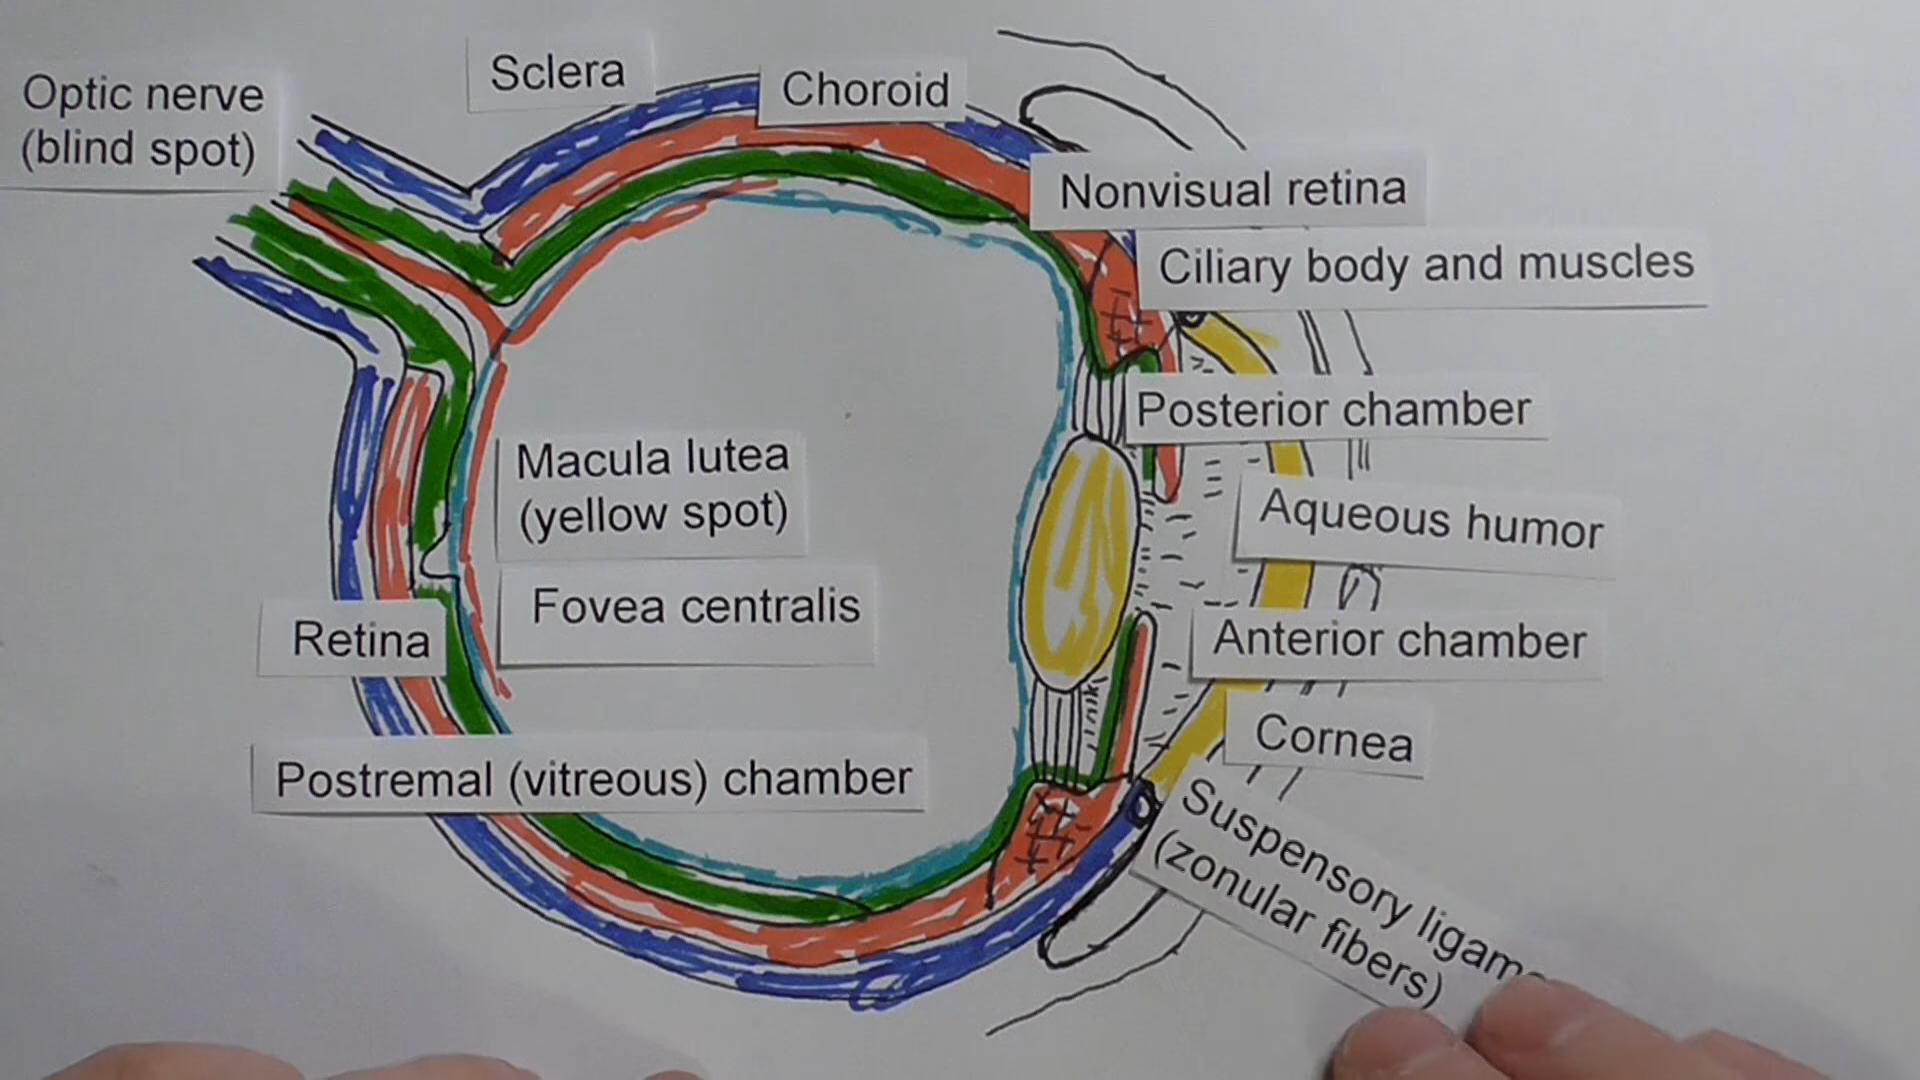 Optic nerve
(blind spot)
Sclera
Choroid
Nonvisual retina
Ciliary body and muscles
Posterior chamber
Macula lutea
(yellow spot)
Aqueous humor
Fovea centralis
Retina
Anterior chamber
Cornea
Postremal (vitreous) chamber
Suspensory
(zonular fibers)